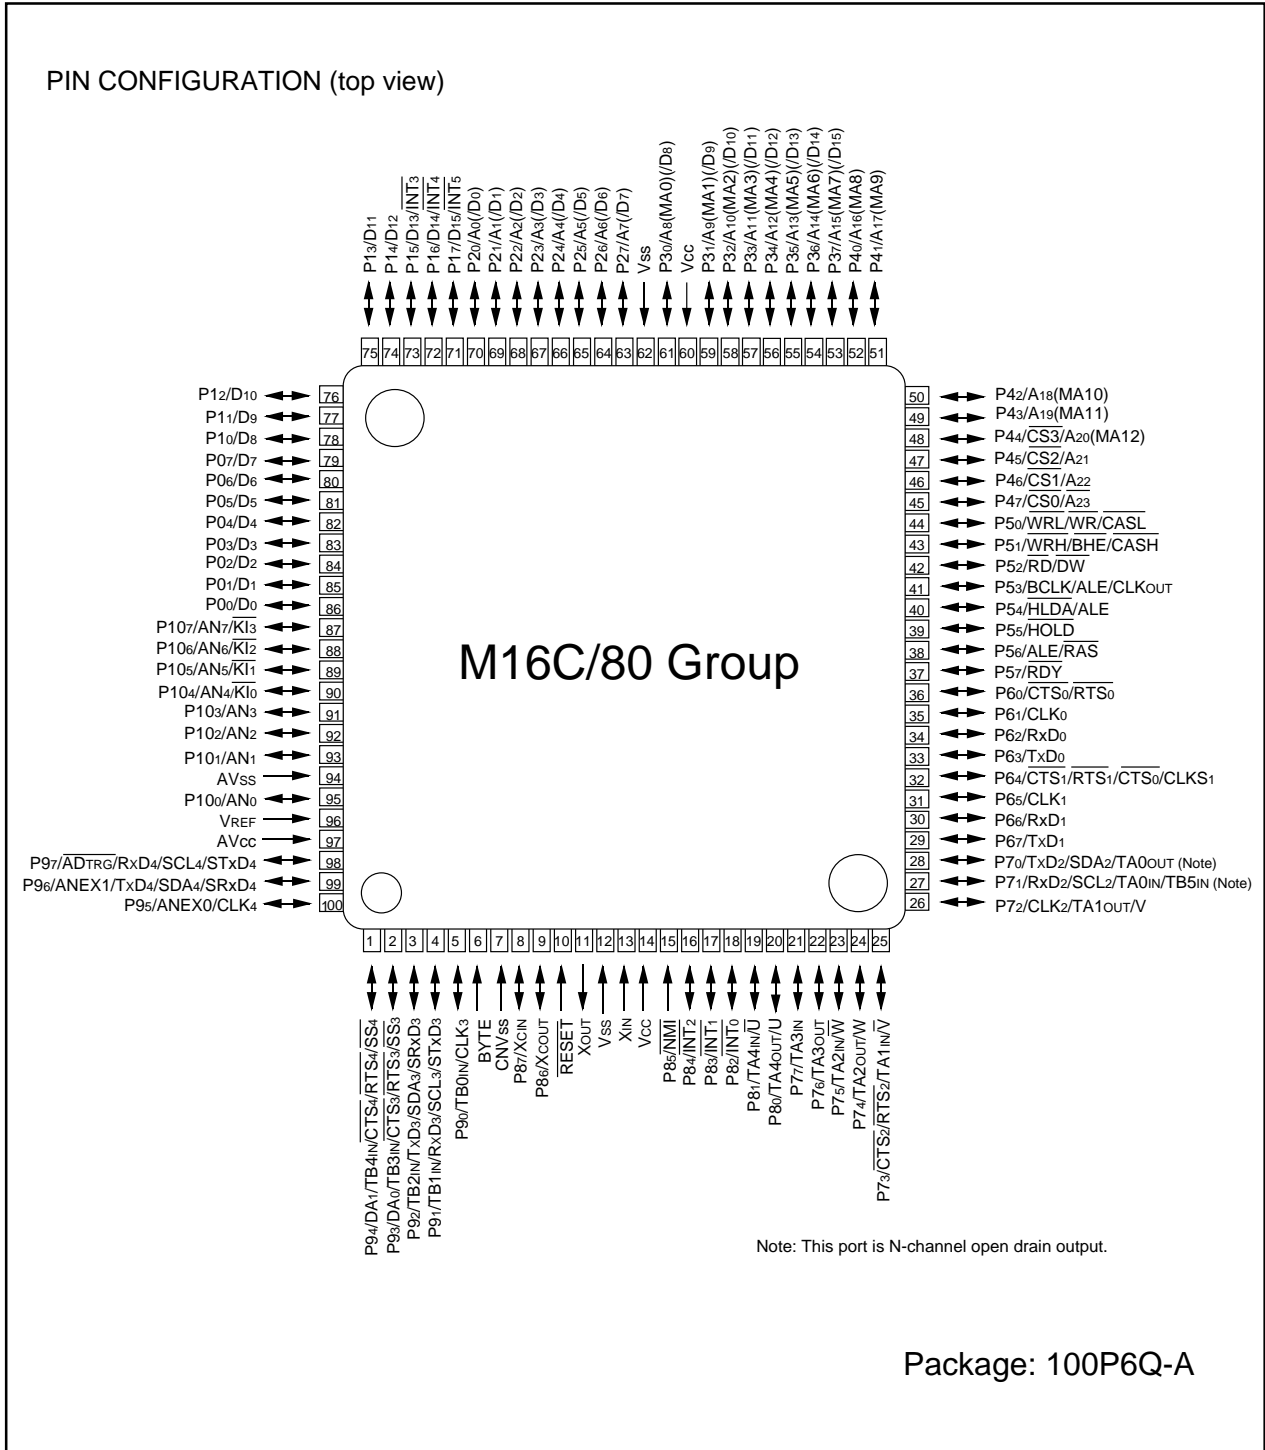 PIN CONFIGURATION (top view)
P13/D11
P14/D12
P15/D13/INT3
P16/D14/INT4
P17/D15/INT5
P20/A0(/D0)
P21/A1(/D1)
P22/A2(/D2)
P23/A3(/D3)
P24/A4(/D4)
P25/A5(/D5)
P26/A6(/D6)
P27/A7(/D7)
Vss
P30/A8(MA0)(/D8)
Vcc
P31/A9(MA1)(/D9)
P32/A10(MA2)(/D10)
P33/A11(MA3)(/D11)
P34/A12(MA4)(/D12)
P35/A13(MA5)(/D13)
P36/A14(MA6)(/D14)
P37/A15(MA7)(/D15)
P40/A16(MA8)
P41/A17(MA9)
75 74 73 72 71 70 69 68 67 66 65 64 63 62 61 60 59 58 57 56 55 54 53 52 51
P12/D10 76
P11/D9 77
P10/D8 78
P07/D7 79
P06/D6 80
P05/D5 81
P04/D4 82
P03/D3 83
P02/D2 84
P01/D1 85
P00/D0 86
P107/AN7/KI3 87
P106/AN6/KI2 88
P105/AN5/KI1 89
P104/AN4/KI0 90
P103/AN3 91
P102/AN2 92
P101/AN1 93
AVSS 94
P100/AN0 95
VREF 96
AVcc 97
P97/ADTRG/RxD4/SCL4/STxD4 98
P96/ANEX1/TxD4/SDA4/SRxD4 99
P95/ANEX0/CLK4 100
M16C/80 Group
50 P42/A18(MA10)
49 P43/A19(MA11)
48 P44/CS3/A20(MA12)
47 P45/CS2/A21
46 P46/CS1/A22
45 P47/CS0/A23
44 P50/WRL/WR/CASL
43 P51/WRH/BHE/CASH
42 P52/RD/DW
41 P53/BCLK/ALE/CLKOUT
40 P54/HLDA/ALE
39 P55/HOLD
38 P56/ALE/RAS
37 P57/RDY
36 P60/CTS0/RTS0
35 P61/CLK0
34 P62/RxD0
33 P63/TxD0
32 P64/CTS1/RTS1/CTS0/CLKS1
31 P65/CLK1
30 P66/RxD1
29 P67/TxD1
28 P70/TxD2/SDA2/TA0OUT (Note)
27 P71/RxD2/SCL2/TA0IN/TB5IN (Note)
26 P72/CLK2/TA1OUT/V
1 2 3 4 5 6 7 8 9 10 11 12 13 14 15 16 17 18 19 20 21 22 23 24 25
P94/DA1/TB4IN/CTS4/RTS4/SS4
P93/DA0/TB3IN/CTS3/RTS3/SS3
P92/TB2IN/TxD3/SDA3/SRxD3
P91/TB1IN/RxD3/SCL3/STxD3
P90/TB0IN/CLK3
BYTE
CNVss
P87/XCIN
P86/XCOUT
RESET
XOUT
VSS
XIN
VCC
P85/NMI
P84/INT2
P83/INT1
P82/INT0
P81/TA4IN/U
P80/TA4OUT/U
P77/TA3IN
P76/TA3OUT
P75/TA2IN/W
P74/TA2OUT/W
P73/CTS2/RTS2/TA1IN/V
Note: This port is N-channel open drain output.
Package: 100P6Q-A